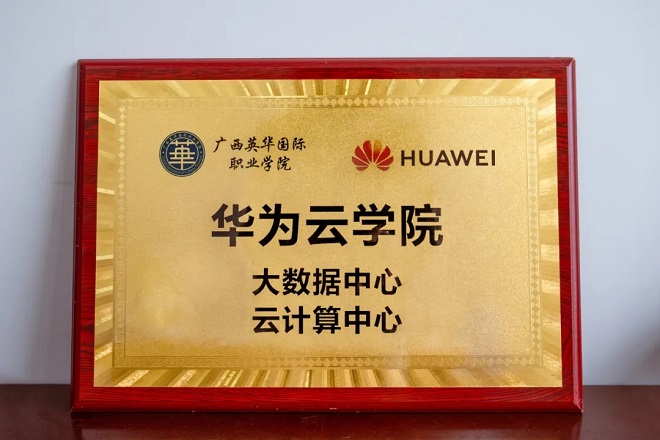 華
广西英华国际
职业学院
HUAWEI
华为云学院
大数据中心
云计算中心